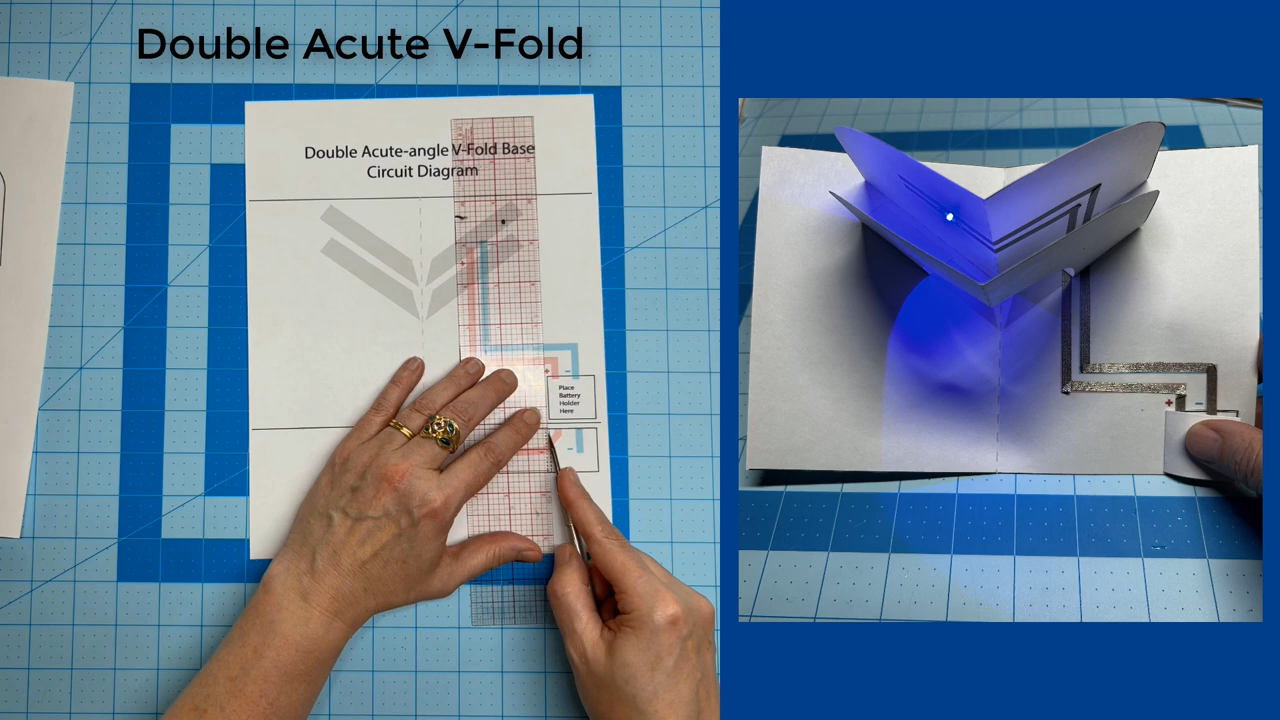 Double Acute V-Fold
Double Acute-angle V-Fold Base
Circuit Diagram
+ -
Place
Battery
Holder
Here
-
+ -